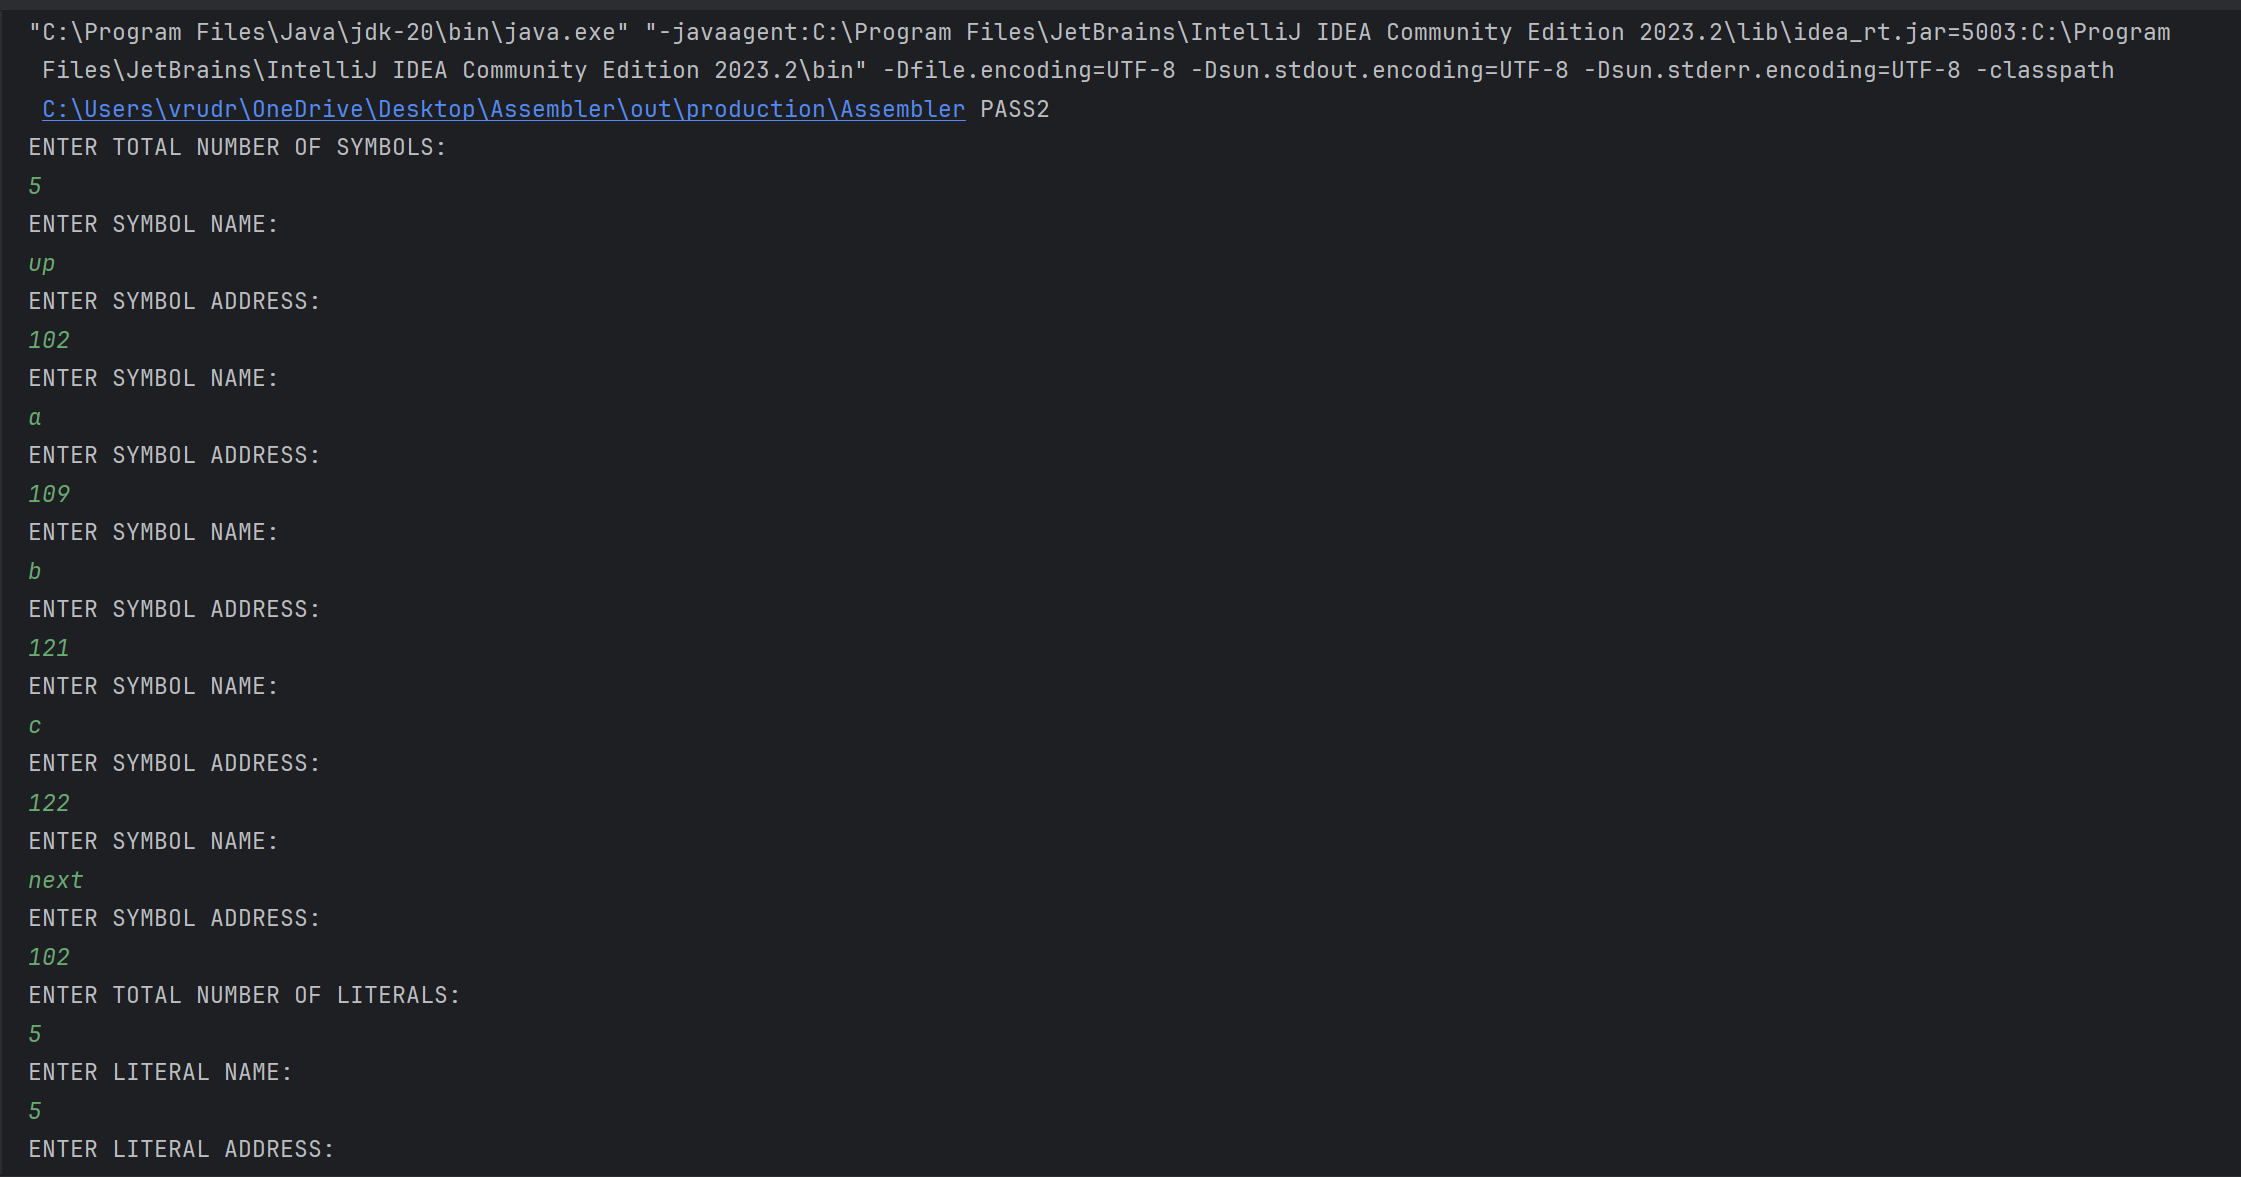 "C:\Program Files\Java\jdk-20\bin\java.exe" "-javaagent:C:\Program Files\JetBrains\IntelliJ IDEA Community Edition 2023.2\lib\idea_rt.jar=5003:C:\Program
Files\JetBrains\IntelliJ IDEA Community Edition 2023.2\bin" -Dfile.encoding=UTF-8 -Dsun.stdout.encoding=UTF-8 -Dsun.stderr.encoding=UTF-8 -classpath
C:\Users\vrudr\OneDrive\Desktop\Assembler\out\production\Assembler PASS2
ENTER TOTAL NUMBER OF SYMBOLS:
5
ENTER SYMBOL NAME:
up
ENTER SYMBOL ADDRESS:
102
ENTER SYMBOL NAME:
a
ENTER SYMBOL ADDRESS:
109
ENTER SYMBOL NAME:
b
ENTER SYMBOL ADDRESS:
121
ENTER SYMBOL NAME:
c
ENTER SYMBOL ADDRESS:
122
ENTER SYMBOL NAME:
next
ENTER SYMBOL ADDRESS:
102
ENTER TOTAL NUMBER OF LITERALS:
5
ENTER LITERAL NAME:
5
ENTER LITERAL ADDRESS: